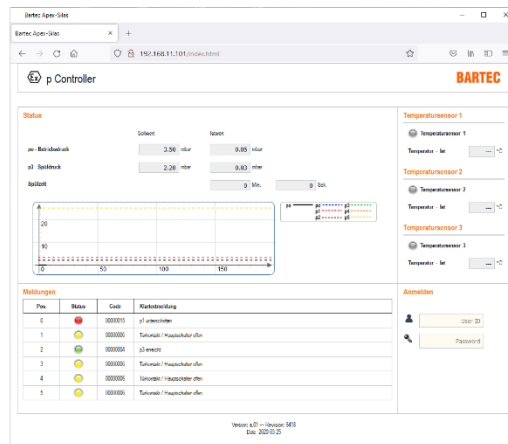 Bartec Apex-Silas
Bartec Apex-Silas
192.168.11.101/index.html
p Controller
BARTEC
Status
Temperatursensor 1
Sollwert
Istwert
Temperatursensor 1
po - Betriebsdruck
3.50 mbar
0.05 mbar
Temperatur - Ist
--- °C
p3 Spüldruck
2.20 mbar
0.03 mbar
Temperatursensor 2
Spülzeit
0 Min.
0 Sek.
Temperatursensor 2
Temperatur - Ist
--- °C
20
10
0
50
100
150
Temperatursensor 3
Temperatursensor 3
Temperatur - Ist
--- °C
Meldungen
Anmelden
Pos.
Status
Code
Klartextmeldung
0
p1 unterschritten
User ID
1
Türkontakt / Hauptschalter offen
Password
2
p3 erreicht
3
Türkontakt / Hauptschalter offen
4
Türkontakt / Hauptschalter offen
5
Türkontakt / Hauptschalter offen